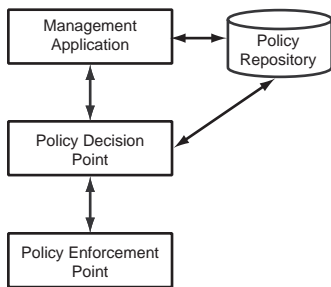 Management
Application
Policy
Repository
Policy Decision
Point
Policy Enforcement
Point